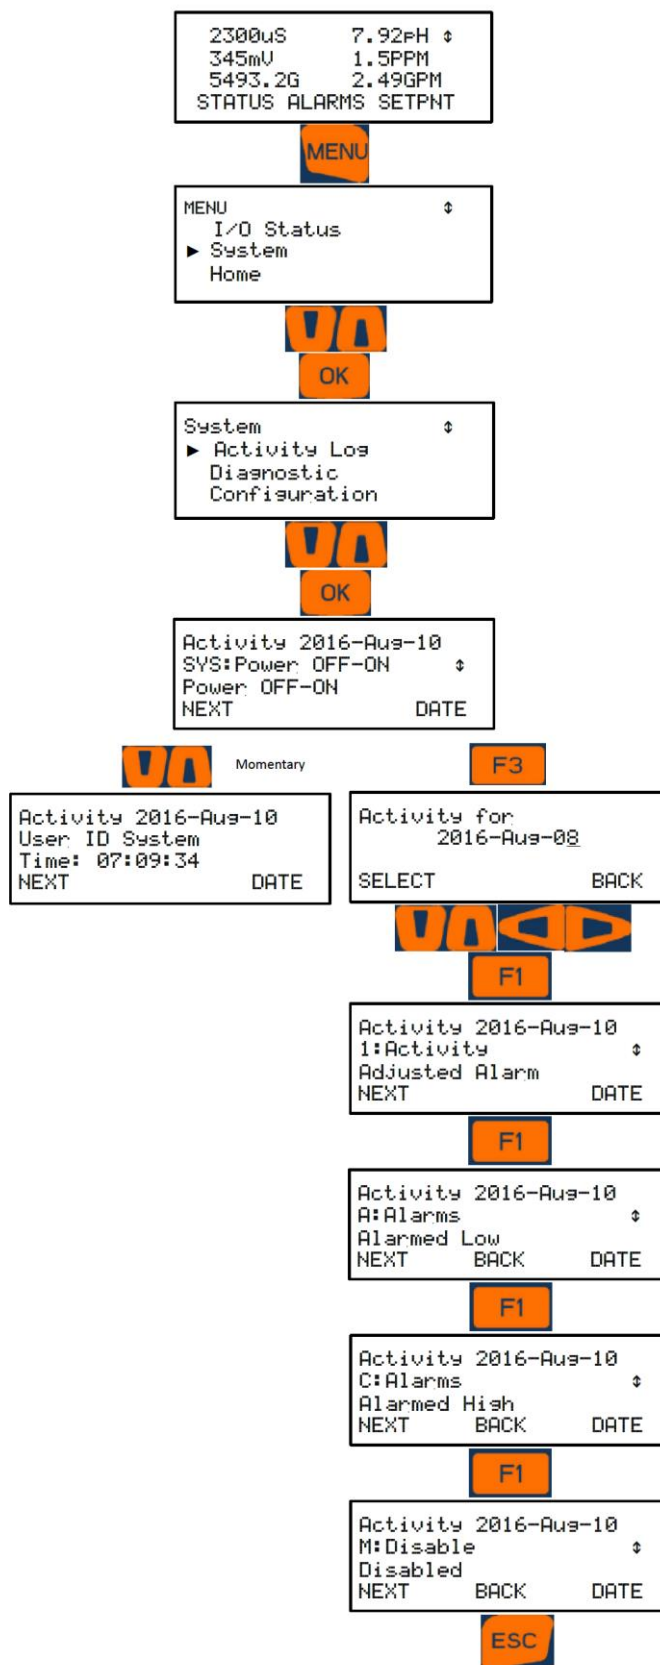 2300uS 7.92pH ⇕
345mV 1.5PPM
5493.2G 2.49GPM
STATUS ALARMS SETPNT
MENU
MENU ⇕
I/O Status
► System
Home
OK
System ⇕
► Activity Log
Diagnostic
Configuration
OK
Activity 2016-Aug-10
SYS:Power OFF-ON ⇕
Power OFF-ON
NEXT DATE
Momentary
Activity 2016-Aug-10
User ID System
Time: 07:09:34
NEXT DATE
F3
Activity for
2016-Aug-08
SELECT BACK
F1
Activity 2016-Aug-10
1:Activity ⇕
Adjusted Alarm
NEXT DATE
F1
Activity 2016-Aug-10
A:Alarms ⇕
Alarmed Low
NEXT BACK DATE
F1
Activity 2016-Aug-10
C:Alarms ⇕
Alarmed High
NEXT BACK DATE
F1
Activity 2016-Aug-10
M:Disable ⇕
Disabled
NEXT BACK DATE
ESC